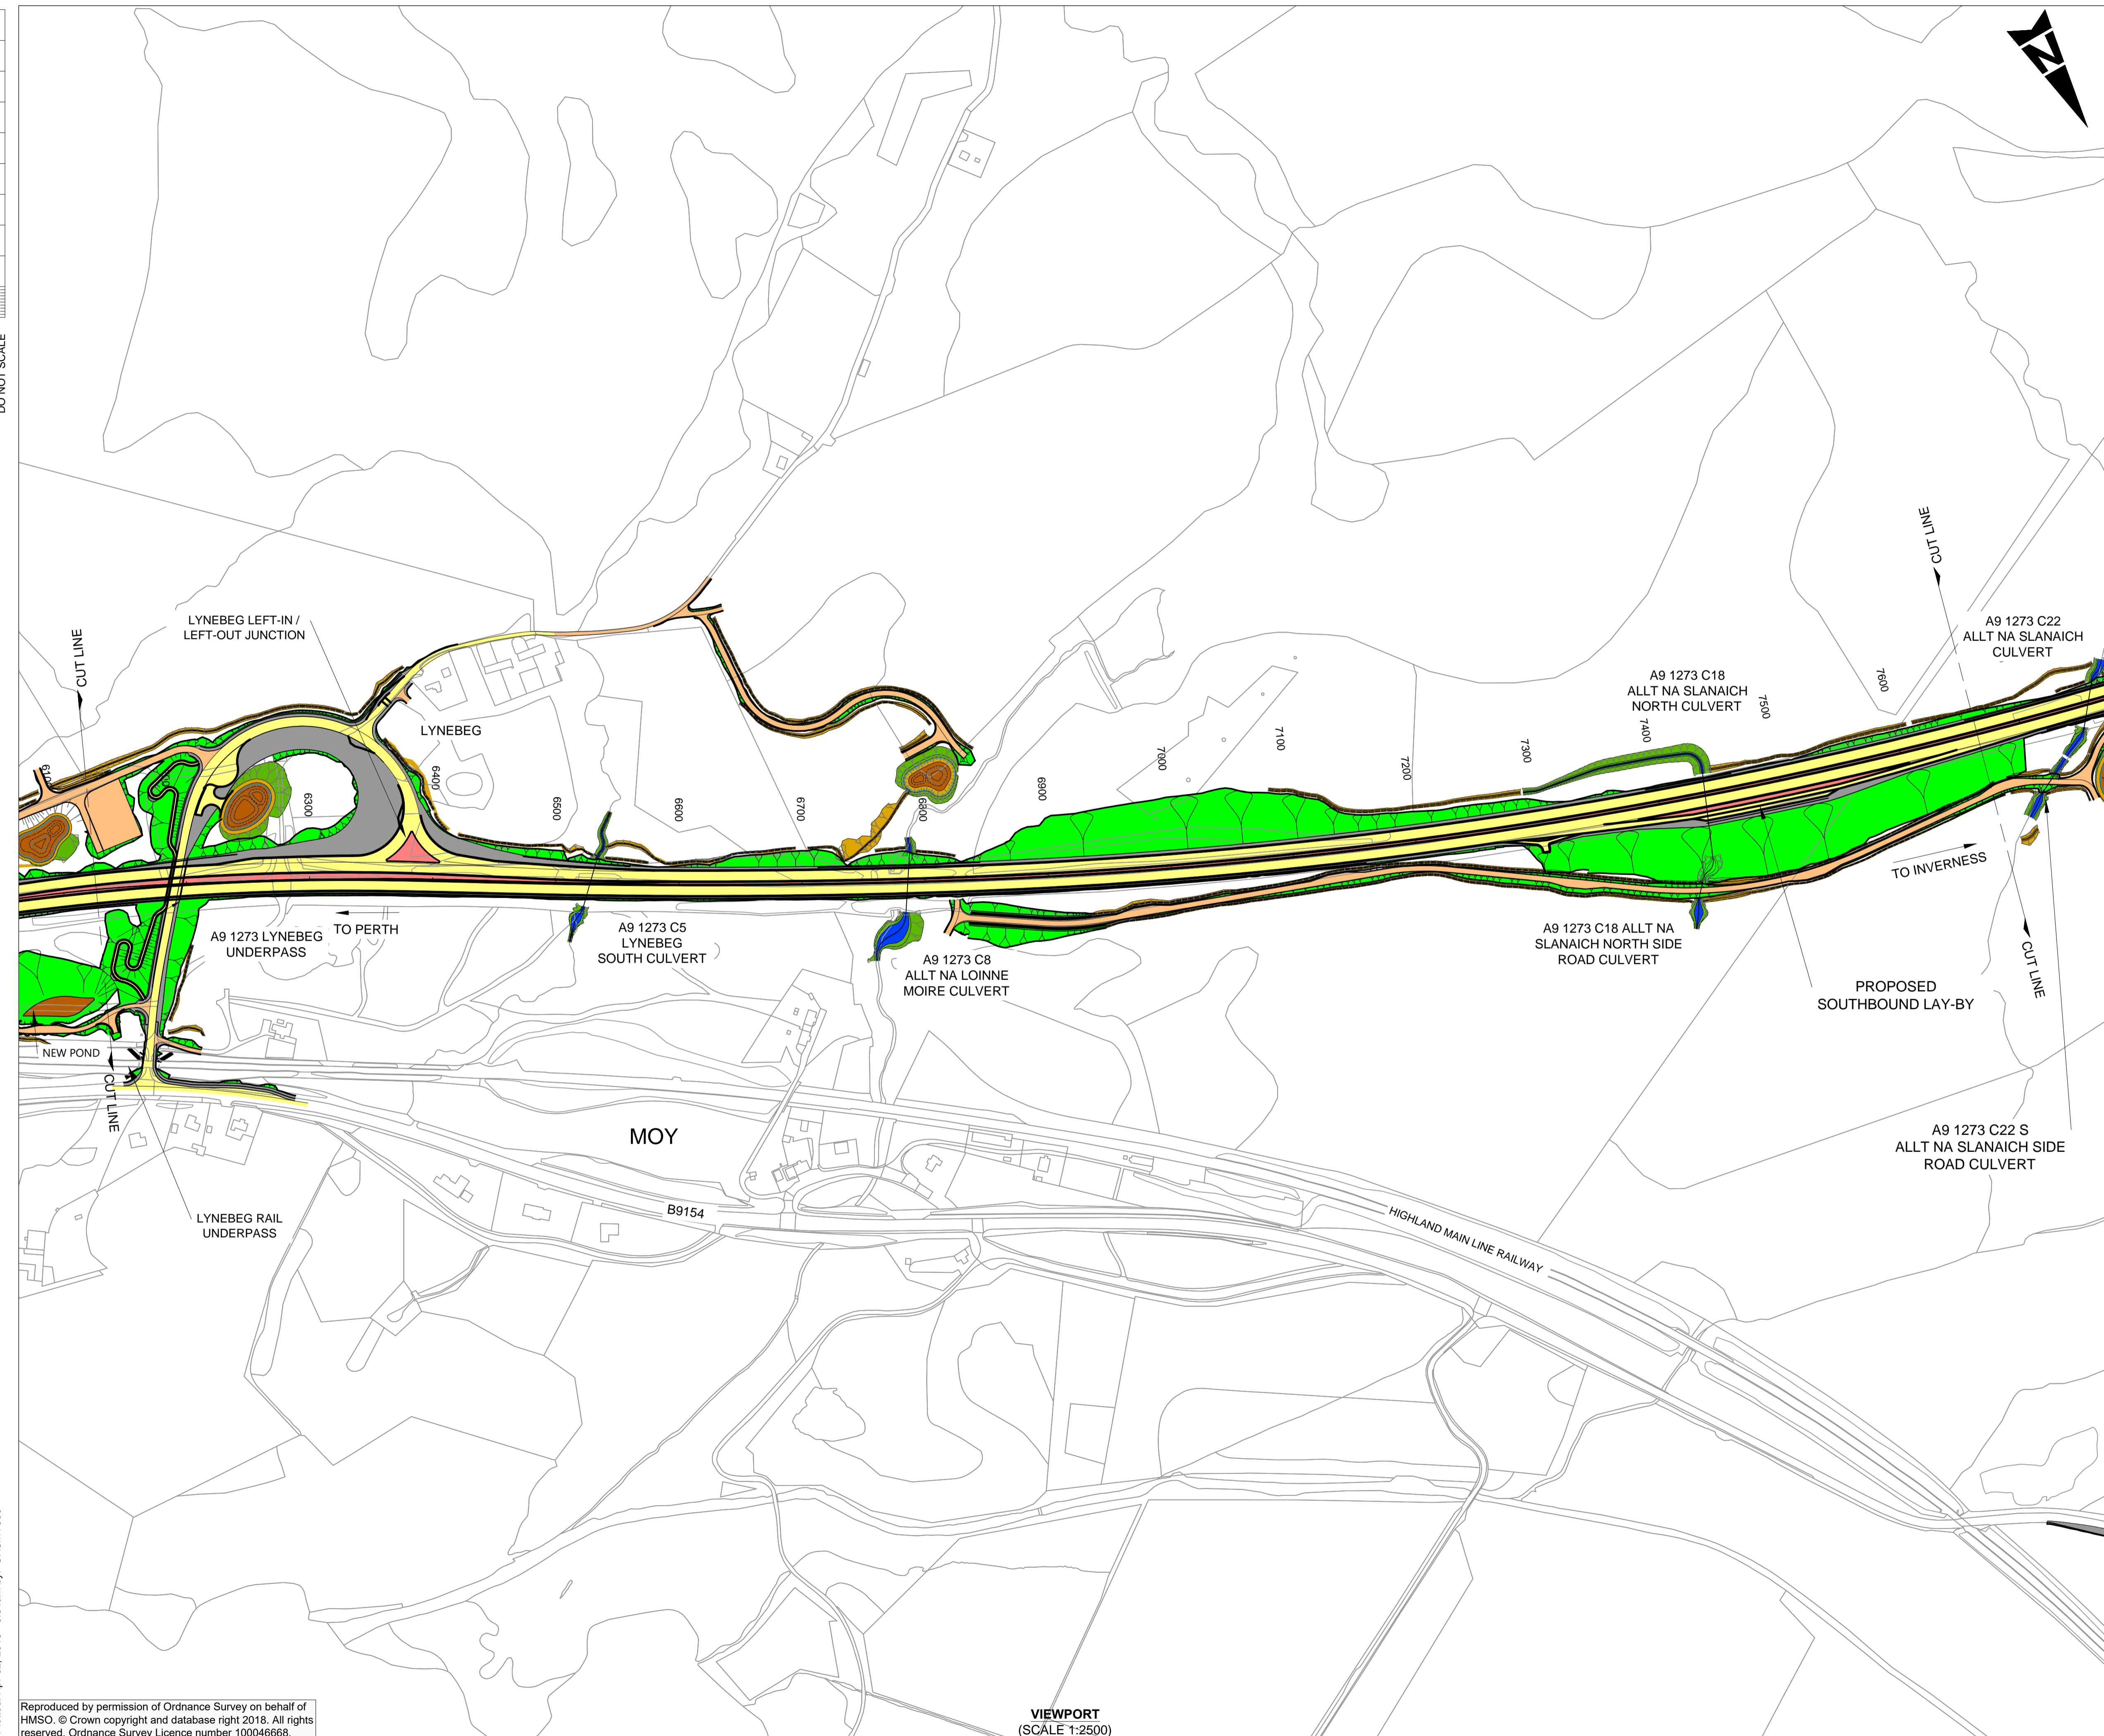 DO NOT SCALE
N
CUT LINE
LYNEBEG LEFT-IN /
LEFT-OUT JUNCTION
LYNEBEG
6300
6400
6500
6600
6700
6800
6900
7000
7100
7200
7300
7400
7500
7600
CUT LINE
A9 1273 C22
ALLT NA SLANAICH
CULVERT
A9 1273 C18
ALLT NA SLANAICH
NORTH CULVERT
TO INVERNESS
TO PERTH
A9 1273 LYNEBEG
UNDERPASS
A9 1273 C5
LYNEBEG
SOUTH CULVERT
A9 1273 C8
ALLT NA LOINNE
MOIRE CULVERT
A9 1273 C18 ALLT NA
SLANAICH NORTH SIDE
ROAD CULVERT
PROPOSED
SOUTHBOUND LAY-BY
CUT LINE
NEW POND
CUT LINE
MOY
A9 1273 C22 S
ALLT NA SLANAICH SIDE
ROAD CULVERT
LYNEBEG RAIL
UNDERPASS
B9154
HIGHLAND MAIN LINE RAILWAY
Reproduced by permission of Ordnance Survey on behalf of
HMSO. © Crown copyright and database right 2018. All rights
reserved. Ordnance Survey Licence number 100046668.
VIEWPORT
(SCALE 1:2500)